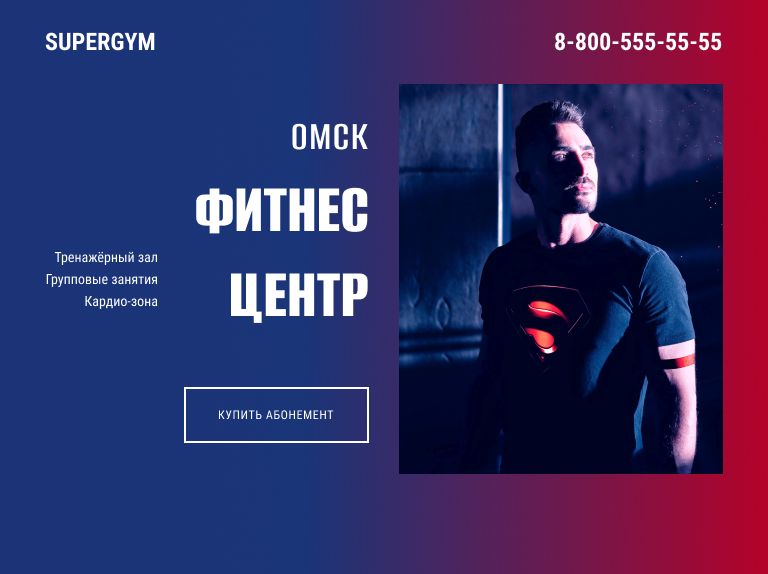 SUPERGYM
8-800-555-55-55
ОМСК
ФИТНЕС
ЦЕНТР
Тренажёрный зал
Групповые занятия
Кардио-зона
КУПИТЬ АБОНЕМЕНТ